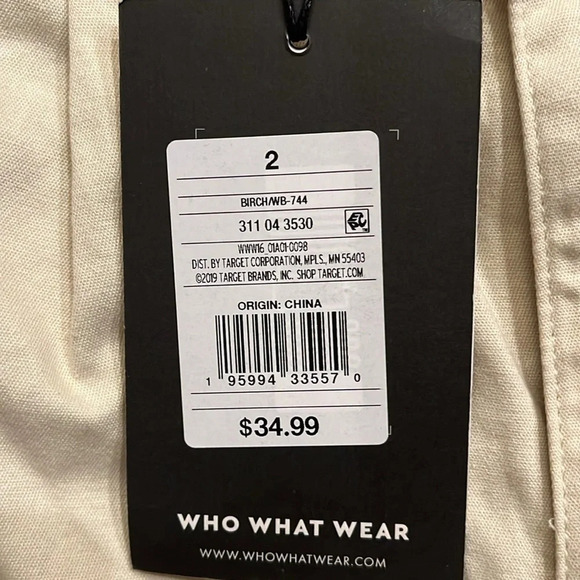 2
BIRCH/WB-744
311 04 3530
WWW16 01A01-0098
DIST. BY TARGET CORPORATION, MPLS., MN 55403
©2019 TARGET BRANDS, INC. SHOP TARGET.COM
ORIGIN: CHINA
1 95994 33557 0
$34.99
WHO WHAT WEAR
WWW.WHOWHATWEAR.COM